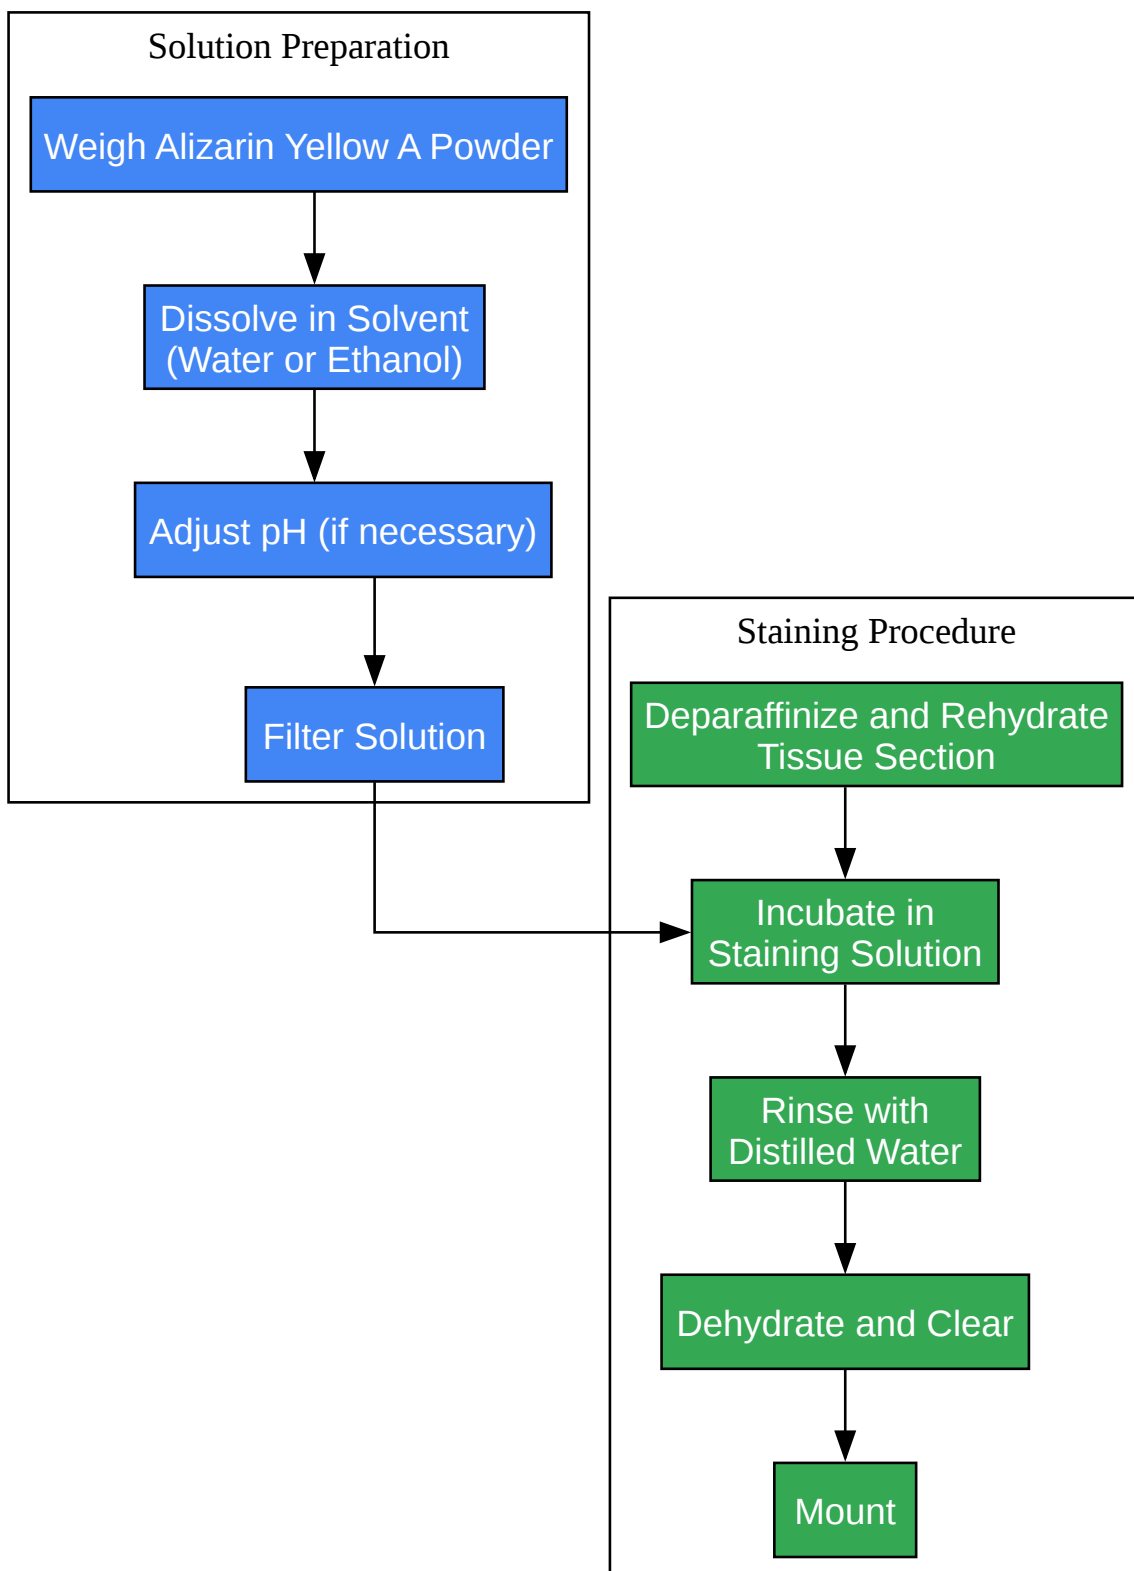 Solution Preparation
Weigh Alizarin Yellow A Powder
Dissolve in Solvent
(Water or Ethanol)
Adjust pH (if necessary)
Filter Solution
Staining Procedure
Deparaffinize and Rehydrate
Tissue Section
Incubate in
Staining Solution
Rinse with
Distilled Water
Dehydrate and Clear
Mount